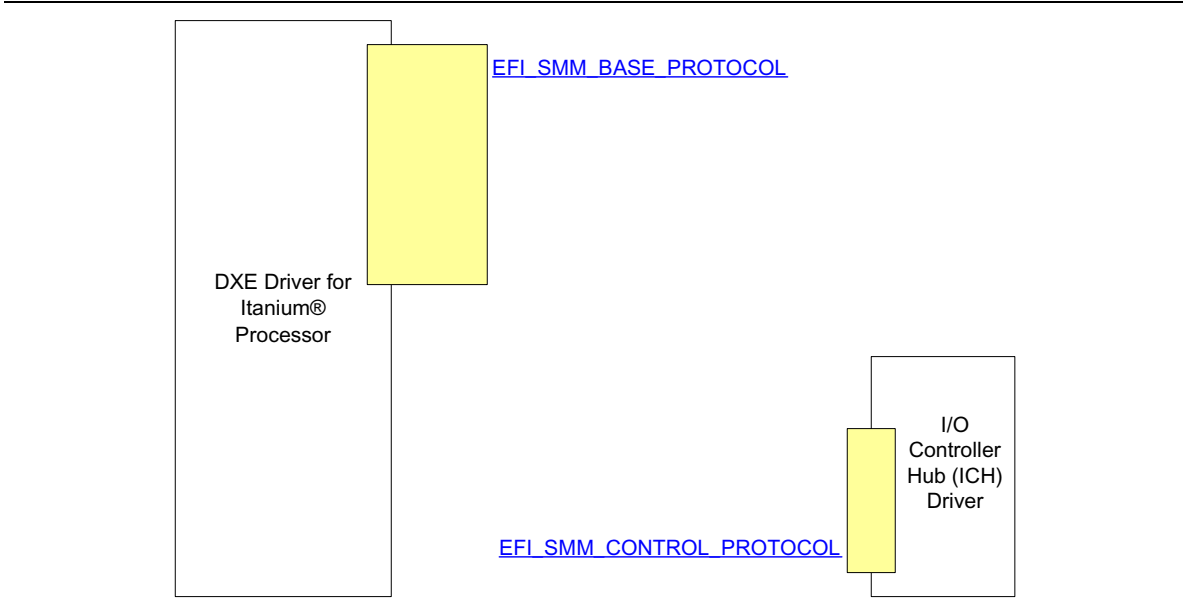 EFI_SMM_BASE_PROTOCOL
DXE Driver for
Itanium®
Processor
I/O
Controller
Hub (ICH)
Driver
EFI_SMM_CONTROL_PROTOCOL